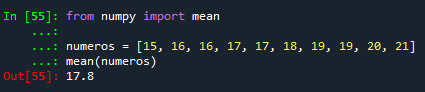 In [55]: from numpy import mean
    ...:
    ...: numeros = [15, 16, 16, 17, 17, 18, 19, 19, 20, 21]
    ...: mean(numeros)
Out[55]: 17.8